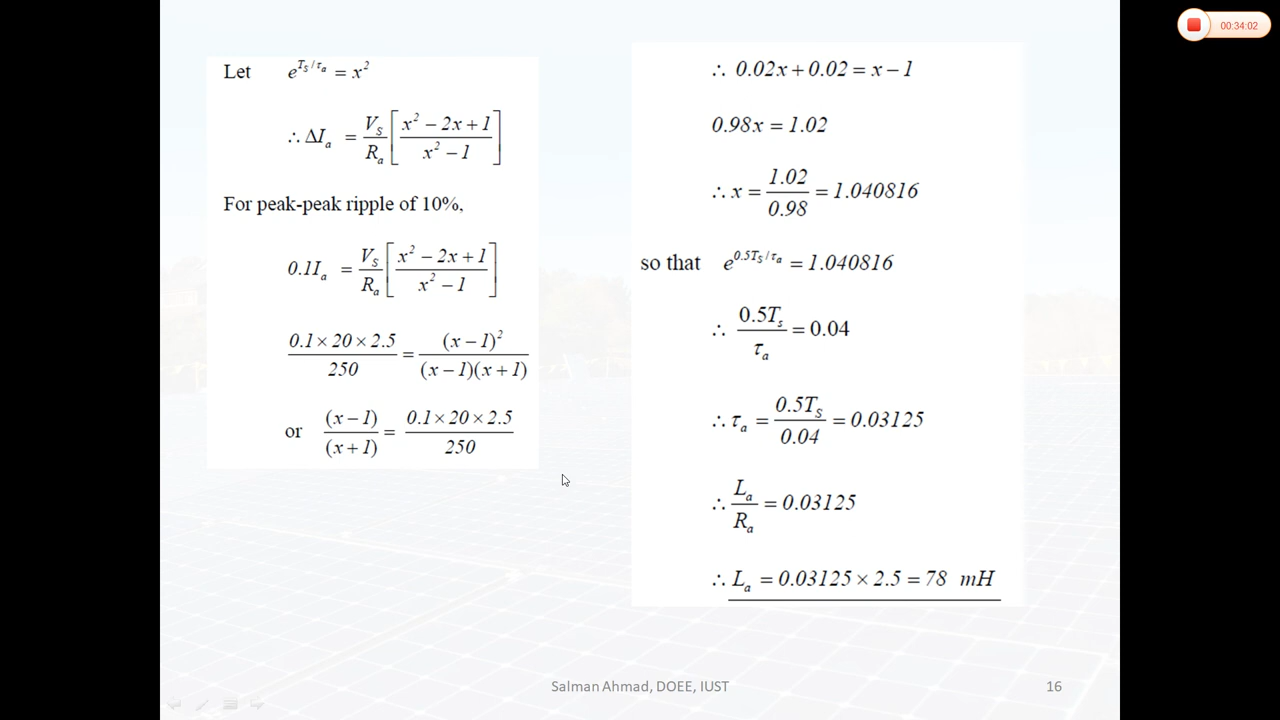 00:34:02
Let e^{T_S/τ_a} = x^2
∴ ΔI_a = V_S/R_a [(x^2 − 2x + 1)/(x^2 − 1)]
For peak-peak ripple of 10%,
0.1I_a = V_S/R_a [(x^2 − 2x + 1)/(x^2 − 1)]
(0.1 × 20 × 2.5)/250 = (x − 1)^2/((x − 1)(x + 1))
or (x − 1)/(x + 1) = (0.1 × 20 × 2.5)/250
∴ 0.02x + 0.02 = x − 1
0.98x = 1.02
∴ x = 1.02/0.98 = 1.040816
so that e^{0.5T_S/τ_a} = 1.040816
∴ 0.5T_s/τ_a = 0.04
∴ τ_a = 0.5T_S/0.04 = 0.03125
∴ L_a/R_a = 0.03125
∴ L_a = 0.03125 × 2.5 = 78 mH
Salman Ahmad, DOEE, IUST
16